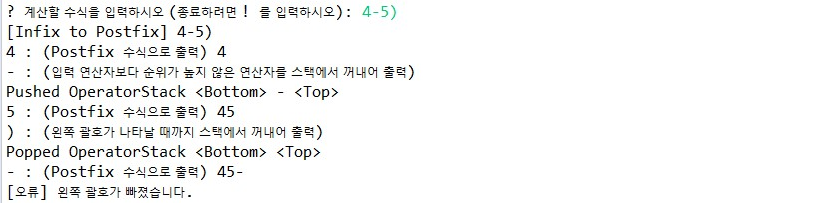 ? 계산할 수식을 입력하시오 (종료하려면 ! 를 입력하시오): 4-5)
[Infix to Postfix] 4-5)
4 : (Postfix 수식으로 출력) 4
- : (입력 연산자보다 순위가 높지 않은 연산자를 스택에서 꺼내어 출력)
Pushed OperatorStack <Bottom> - <Top>
5 : (Postfix 수식으로 출력) 45
) : (왼쪽 괄호가 나타날 때까지 스택에서 꺼내어 출력)
Popped OperatorStack <Bottom> <Top>
- : (Postfix 수식으로 출력) 45-
[오류] 왼쪽 괄호가 빠졌습니다.